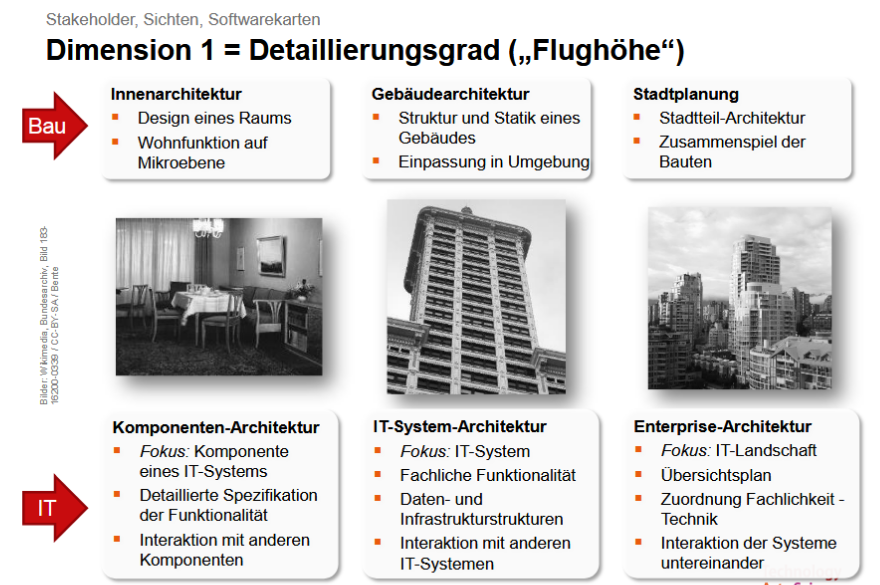 Stakeholder, Sichten, Softwarekarten
Dimension 1 = Detaillierungsgrad („Flughöhe“)
Bau
Innenarchitektur
▪ Design eines Raums
▪ Wohnfunktion auf
Mikroebene
Gebäudearchitektur
▪ Struktur und Statik eines
Gebäudes
▪ Einpassung in Umgebung
Stadtplanung
▪ Stadtteil-Architektur
▪ Zusammenspiel der
Bauten
Bilder: Wikimedia, Bundesarchiv, Bild 183-
16200-0339 / CC-BY-SA / Bente
IT
Komponenten-Architektur
▪ Fokus: Komponente
eines IT-Systems
▪ Detaillierte Spezifikation
der Funktionalität
▪ Interaktion mit anderen
Komponenten
IT-System-Architektur
▪ Fokus: IT-System
▪ Fachliche Funktionalität
▪ Daten- und
Infrastrukturstrukturen
▪ Interaktion mit anderen
IT-Systemen
Enterprise-Architektur
▪ Fokus: IT-Landschaft
▪ Übersichtsplan
▪ Zuordnung Fachlichkeit -
Technik
▪ Interaktion der Systeme
untereinander